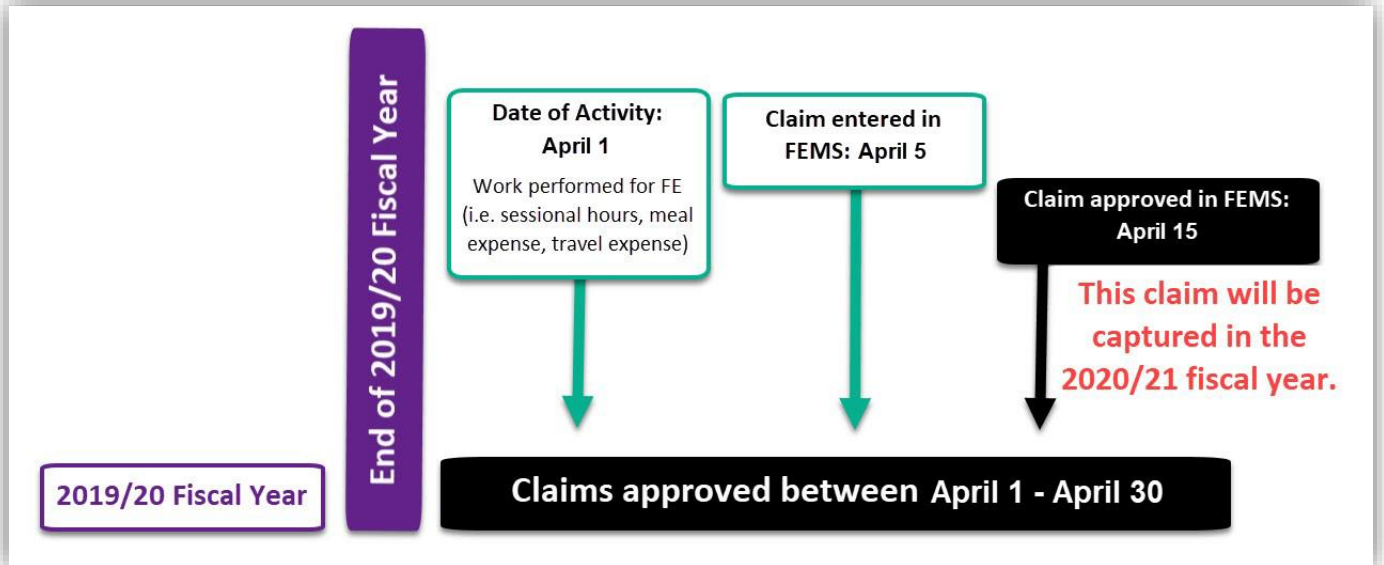 End of 2019/20 Fiscal Year
Date of Activity:
April 1
Work performed for FE
(i.e. sessional hours, meal
expense, travel expense)
Claim entered in
FEMS: April 5
Claim approved in FEMS:
April 15
This claim will be
captured in the
2020/21 fiscal year.
2019/20 Fiscal Year
Claims approved between April 1 - April 30